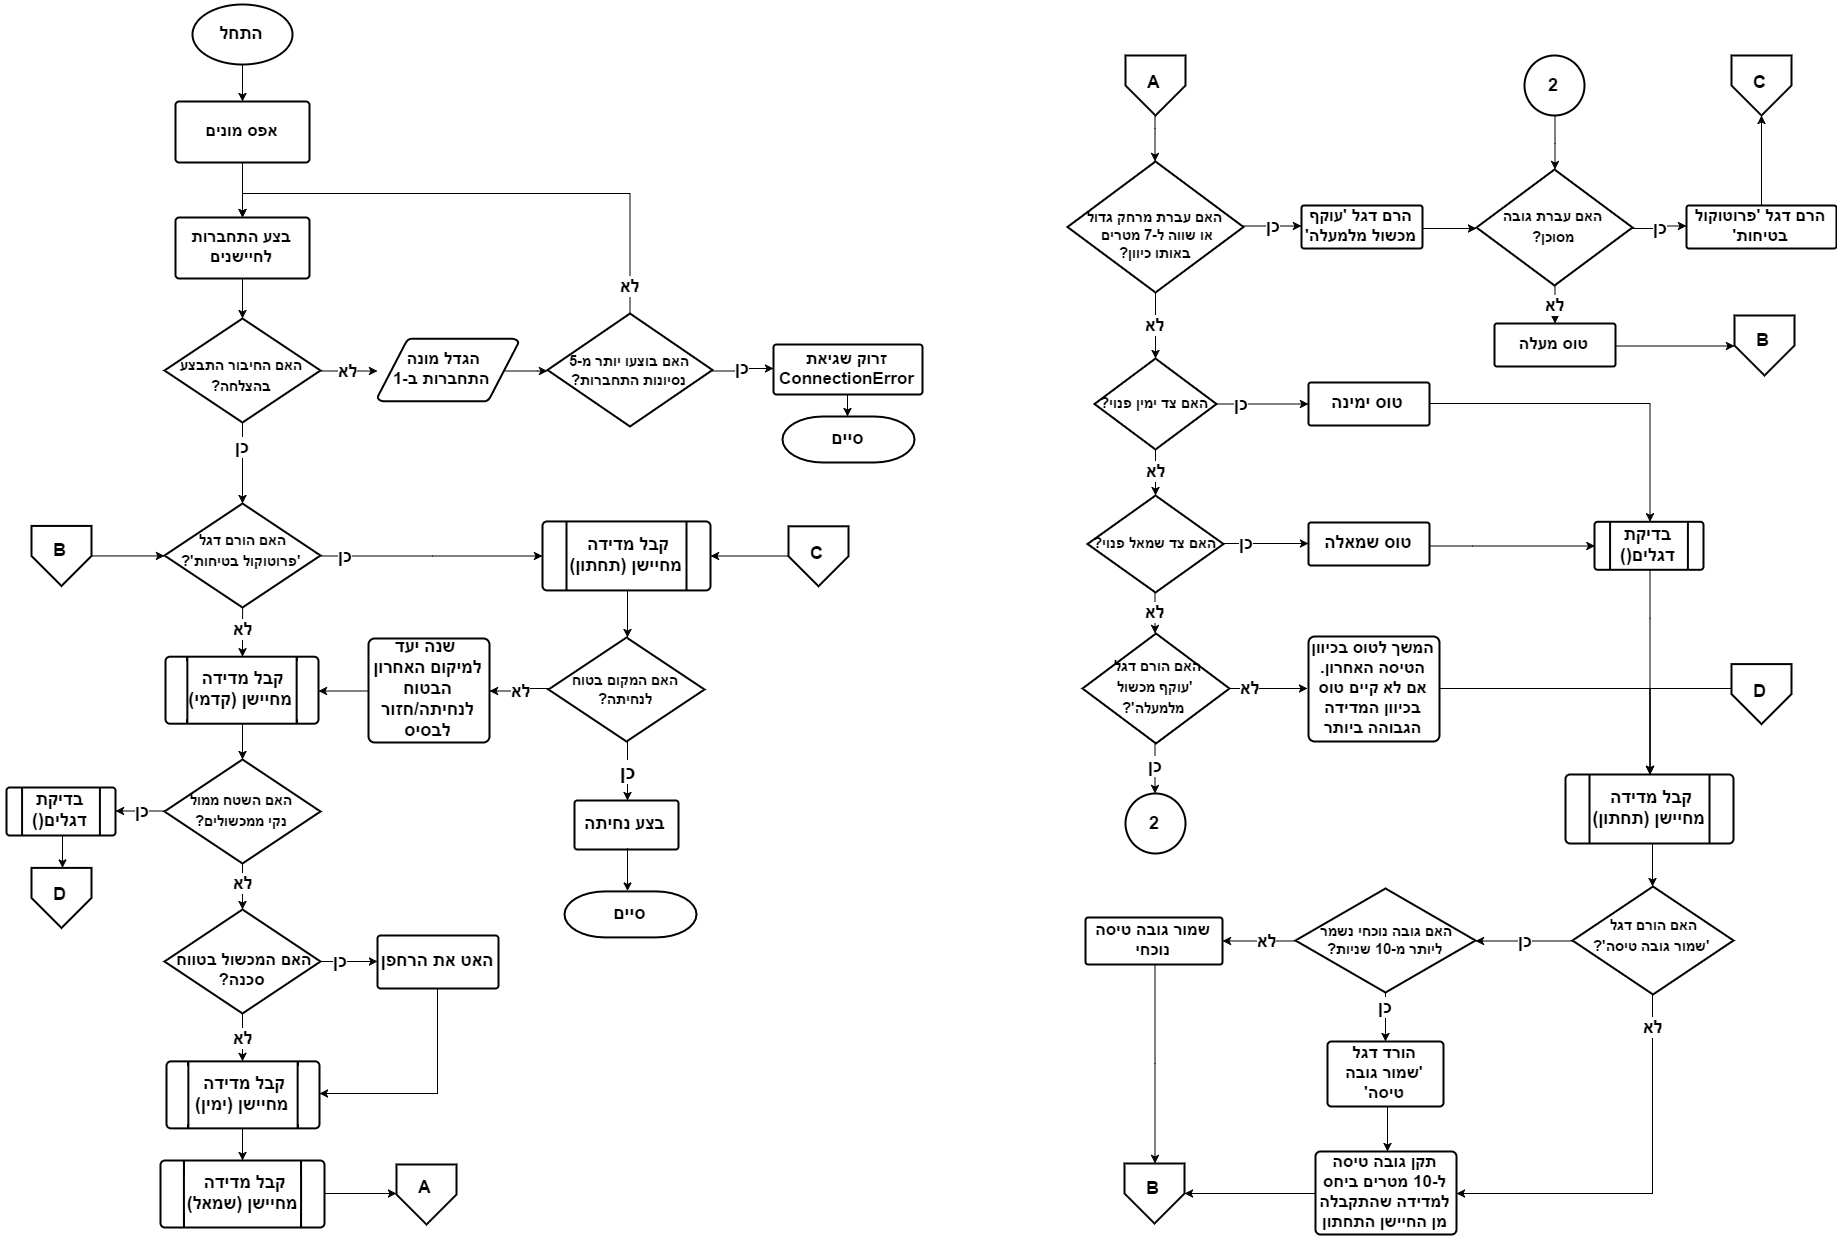 התחל
אפס מונים
בצע התחברות
לחיישנים
האם החיבור התבצע
בהצלחה?
לא
הגדל מונה
התחברות ב-1
האם בוצעו יותר מ-5
נסיונות התחברות?
לא
כן
זרוק שגיאת
ConnectionError
סיים
כן
B
האם הורם דגל
'פרוטוקול בטיחות'?
כן
קבל מדידה
מחיישן (תחתון)
C
לא
קבל מדידה
מחיישן (קדמי)
שנה יעד
למיקום האחרון
הבטוח
לנחיתה/חזור
לבסיס
לא
האם המקום בטוח
לנחיתה?
כן
בצע נחיתה
סיים
האם השטח ממול
נקי ממכשולים?
כן
בדיקת
דגלים()
D
לא
האם המכשול בטווח
סכנה?
כן
האט את הרחפן
לא
קבל מדידה
מחיישן (ימין)
קבל מדידה
מחיישן (שמאל)
A
A
האם עברת מרחק גדול
או שווה ל-7 מטרים
באותו כיוון?
כן
הרם דגל 'עוקף
מכשול מלמעלה'
2
האם עברת גובה
מסוכן?
כן
הרם דגל 'פרוטוקול
בטיחות'
C
לא
טוס מעלה
B
לא
האם צד ימין פנוי?
כן
טוס ימינה
לא
האם צד שמאל פנוי?
כן
טוס שמאלה
בדיקת
דגלים()
לא
האם הורם דגל
'עוקף מכשול
מלמעלה'?
לא
המשך לטוס בכיוון
הטיסה האחרון.
אם לא קיים טוס
בכיוון המדידה
הגבוהה ביותר
D
כן
2
קבל מדידה
מחיישן (תחתון)
האם הורם דגל
'שמור גובה טיסה'?
כן
האם גובה נוכחי נשמר
ליותר מ-10 שניות?
לא
שמור גובה טיסה
נוכחי
כן
הורד דגל
'שמור גובה
טיסה'
לא
תקן גובה טיסה
ל-10 מטרים ביחס
למדידה שהתקבלה
מן החיישן התחתון
B